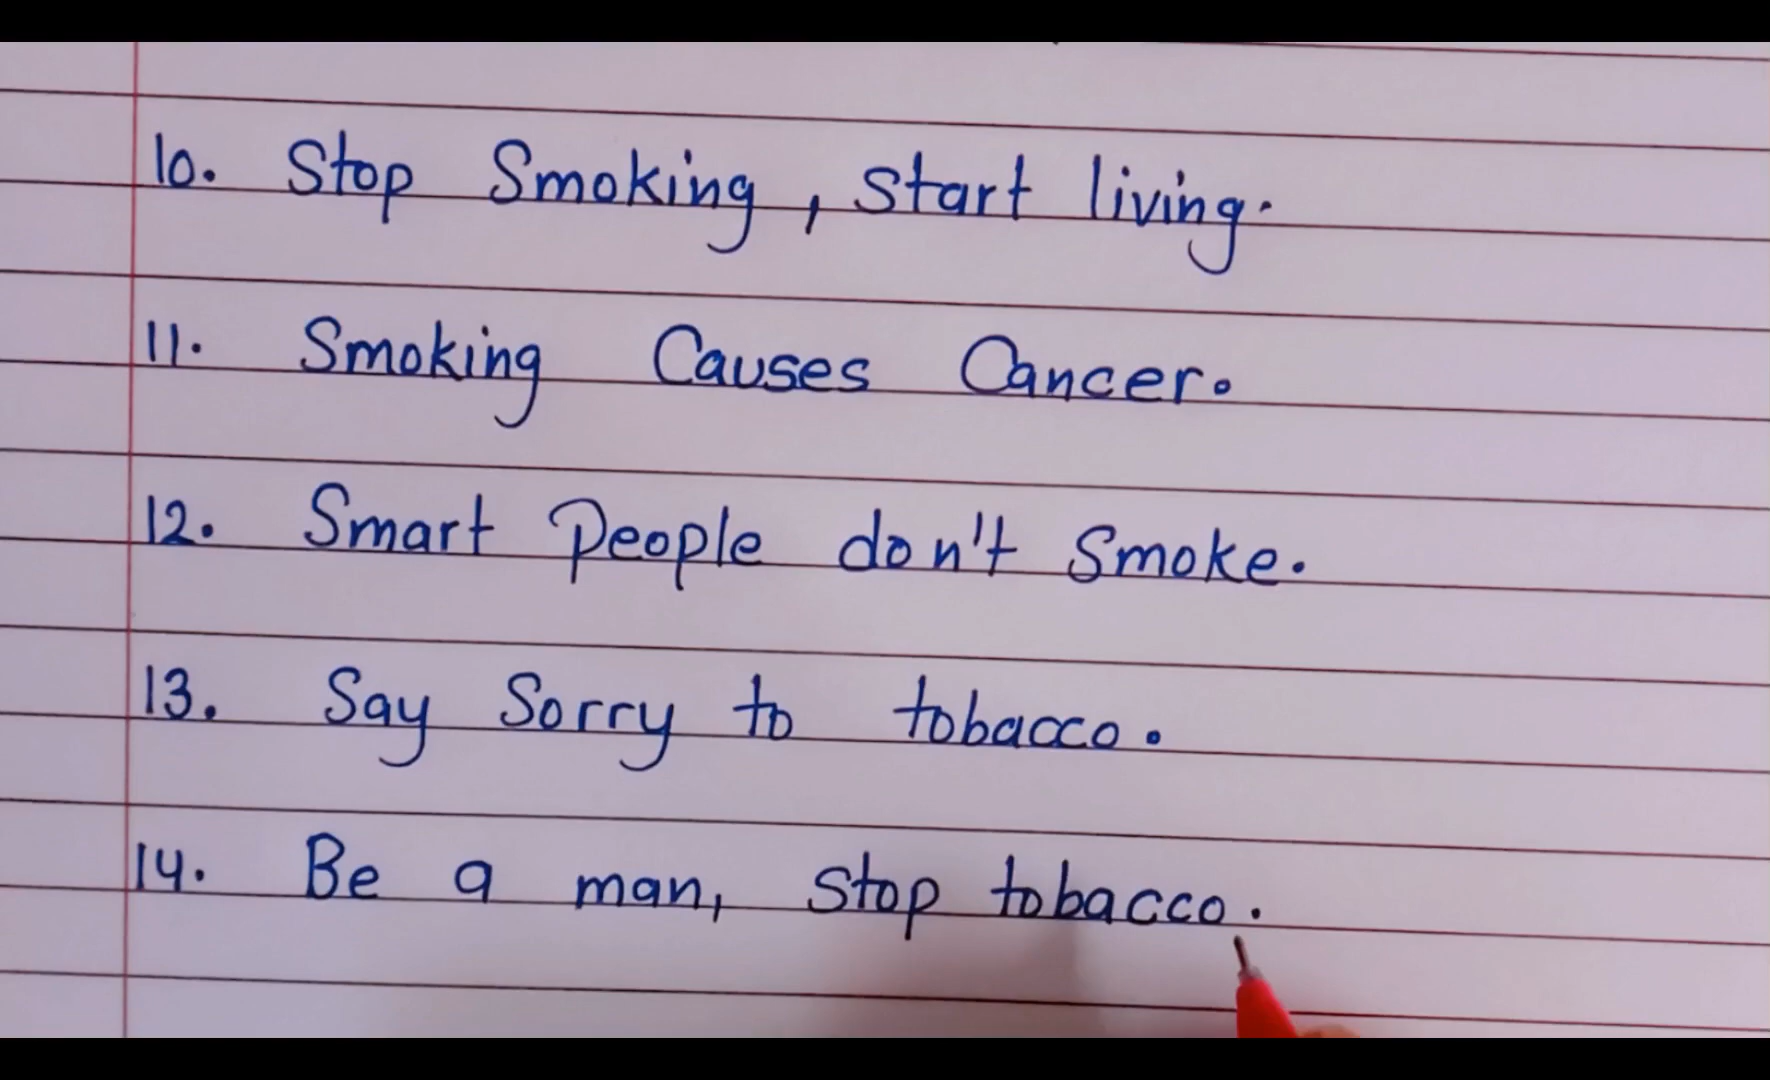 10. Stop Smoking, Start living.
11. Smoking Causes Cancer.
12. Smart People don't Smoke.
13. Say Sorry to tobacco.
14. Be a man, Stop tobacco.